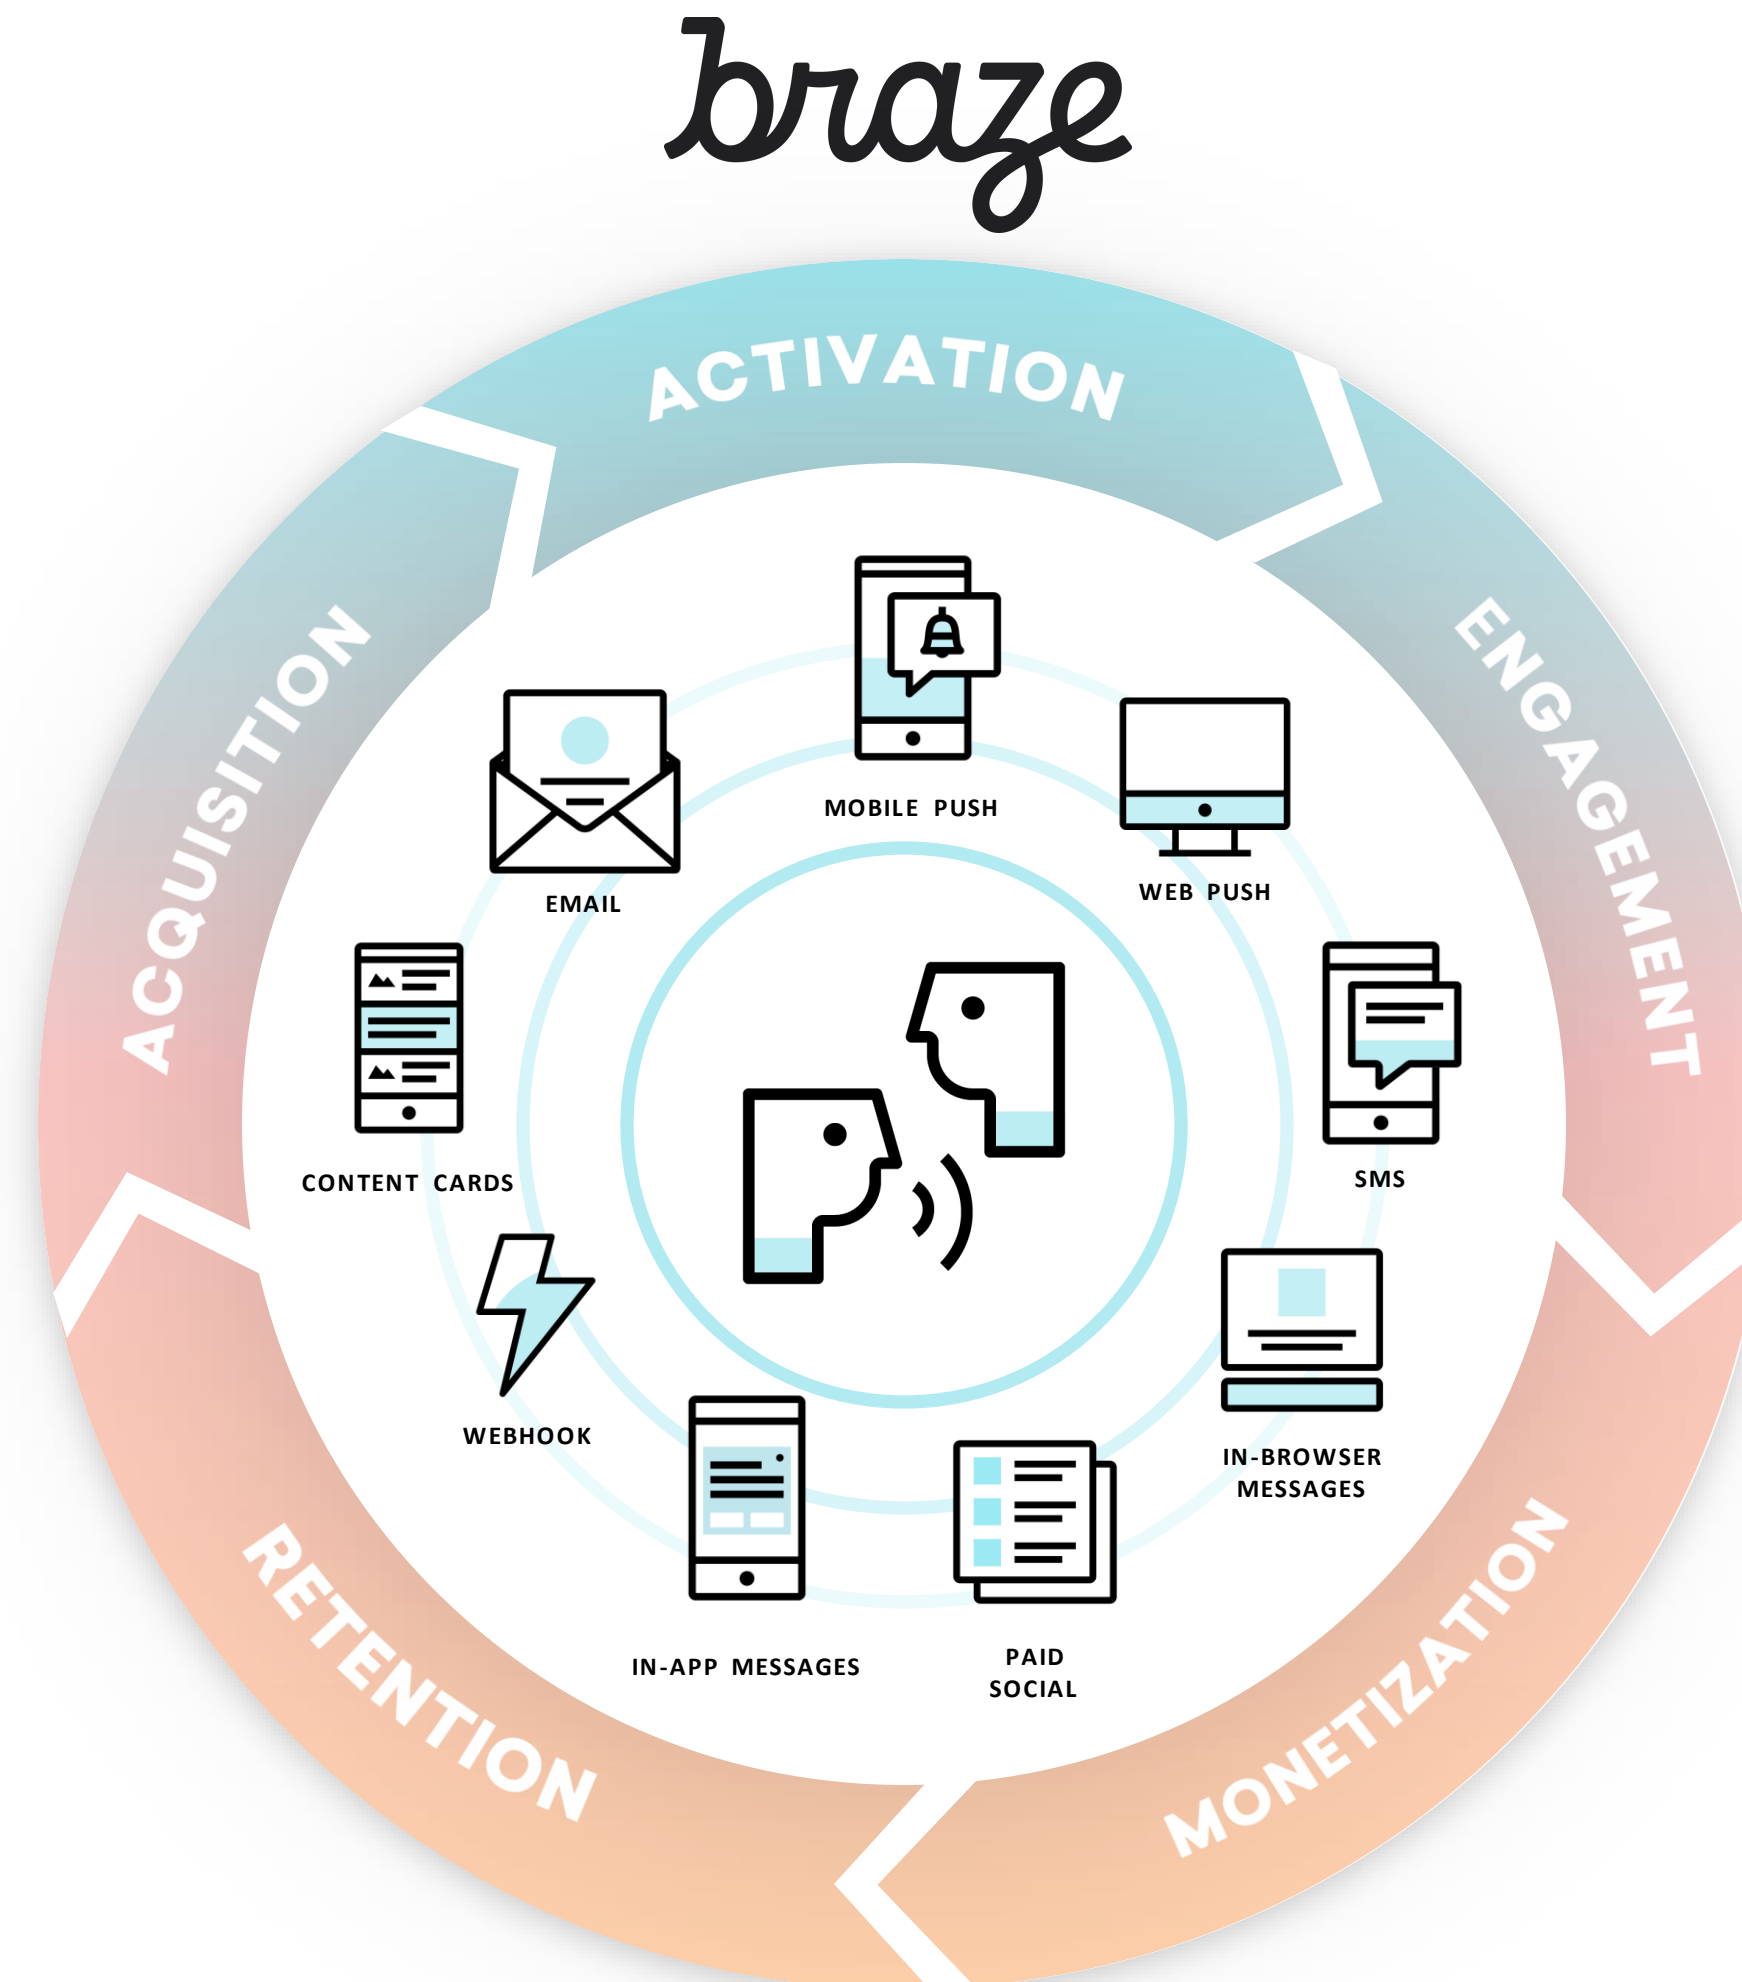 braze
ACTIVATION
ENGAGEMENT
MONETIZATION
RETENTION
ACQUISITION
MOBILE PUSH
WEB PUSH
SMS
IN-BROWSER
MESSAGES
PAID
SOCIAL
IN-APP MESSAGES
WEBHOOK
CONTENT CARDS
EMAIL